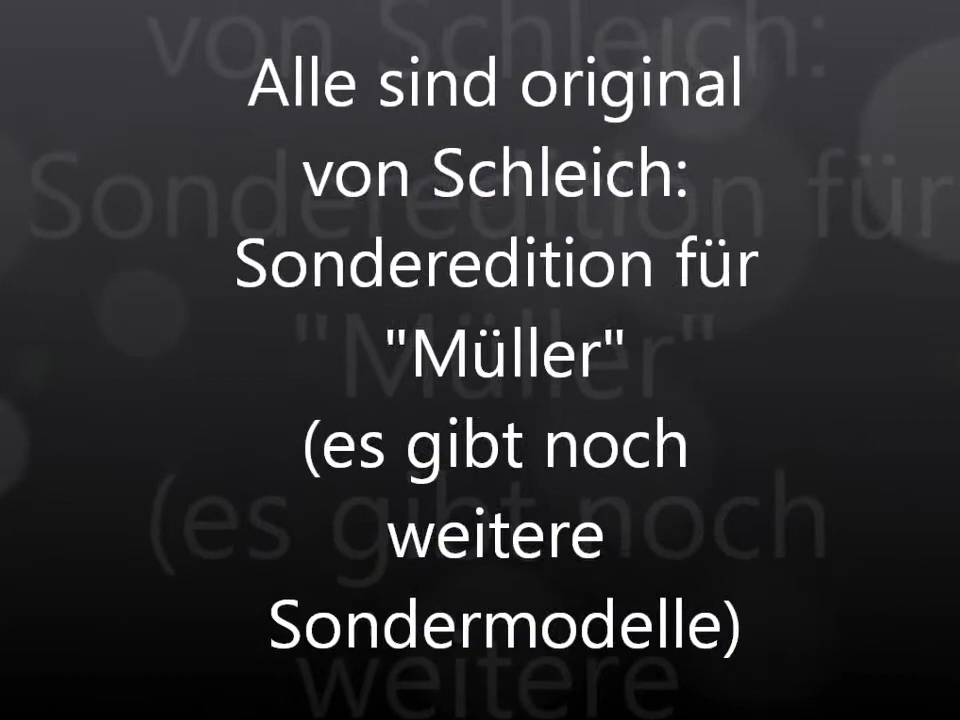 Alle sind original
von Schleich:
Sonderedition für
"Müller"
(es gibt noch
weitere
Sondermodelle)